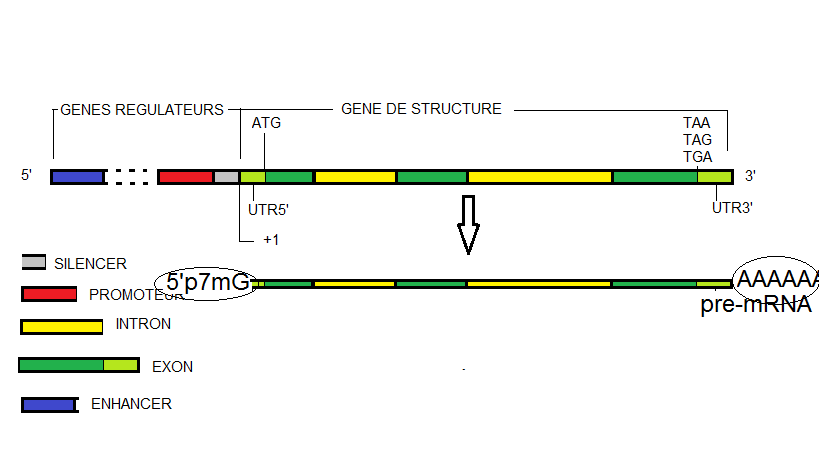 GENES REGULATEURS
GENE DE STRUCTURE
ATG
TAA
TAG
TGA
5'
3'
UTR5'
UTR3'
+1
SILENCER
5'p7mG
AAAAAA
PROMOTEUR
pre-mRNA
INTRON
EXON
ENHANCER